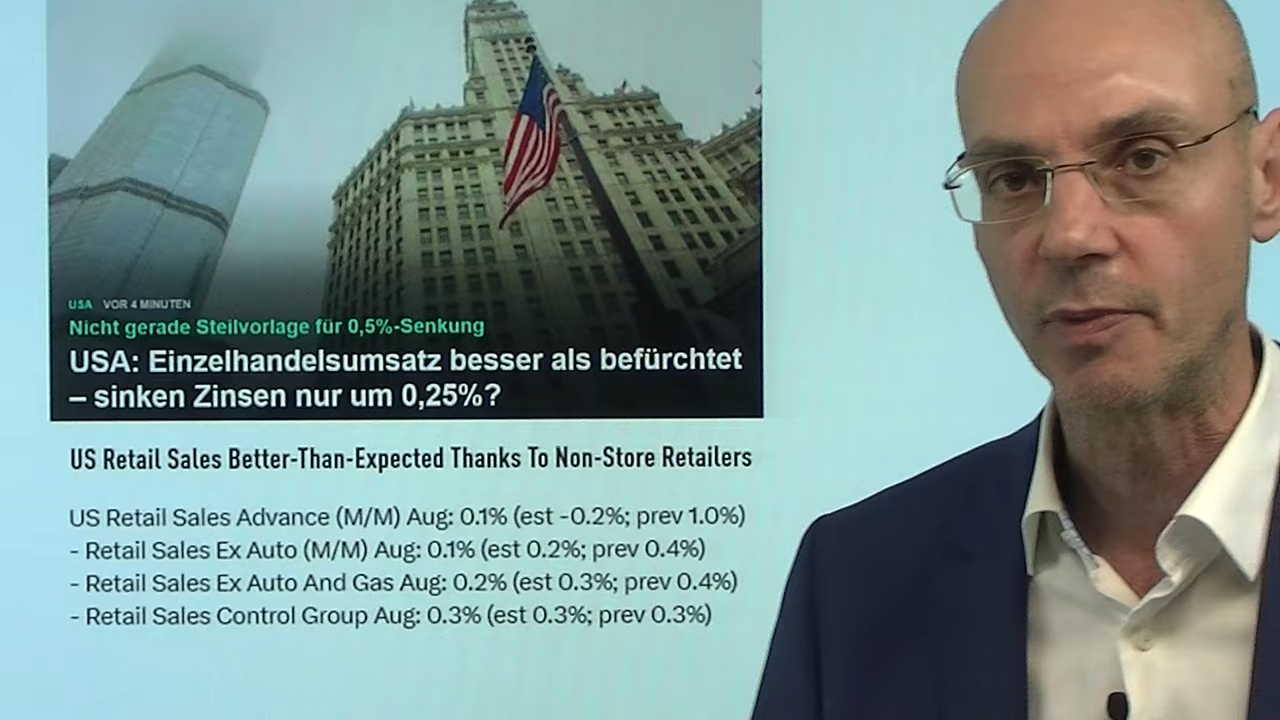 USA VOR 4 MINUTEN
Nicht gerade Steilvorlage für 0,5%-Senkung
USA: Einzelhandelsumsatz besser als befürchtet
– sinken Zinsen nur um 0,25%?
US Retail Sales Better-Than-Expected Thanks To Non-Store Retailers
US Retail Sales Advance (M/M) Aug: 0.1% (est -0.2%; prev 1.0%)
- Retail Sales Ex Auto (M/M) Aug: 0.1% (est 0.2%; prev 0.4%)
- Retail Sales Ex Auto And Gas Aug: 0.2% (est 0.3%; prev 0.4%)
- Retail Sales Control Group Aug: 0.3% (est 0.3%; prev 0.3%)